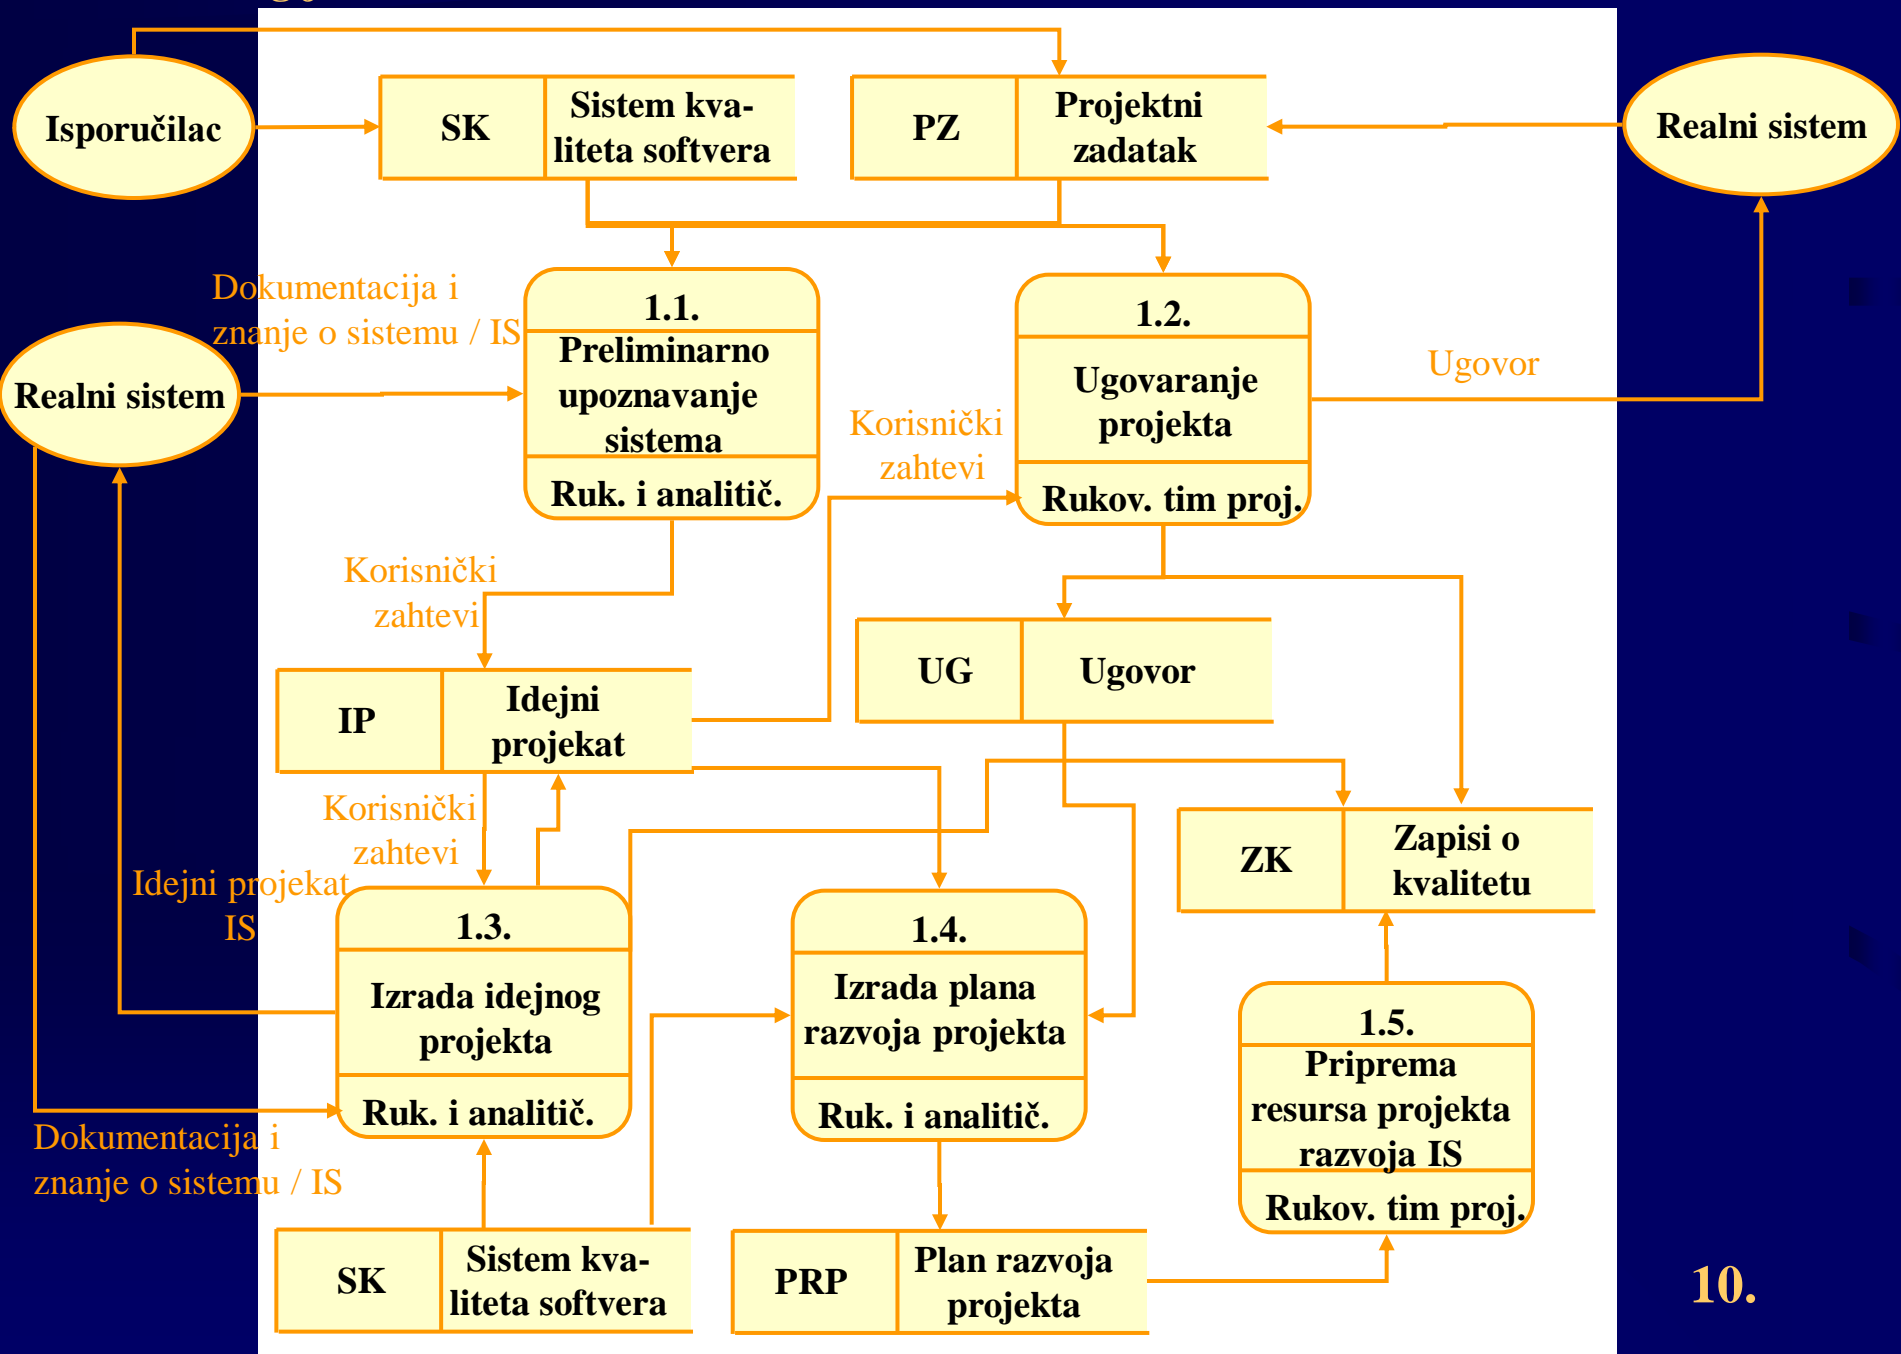 Isporučilac
SK
Sistem kva-
liteta softvera
PZ
Projektni
zadatak
Realni sistem
Dokumentacija i
znanje o sistemu / IS
1.1.
Preliminarno
upoznavanje
sistema
Ruk. i analitič.
1.2.
Ugovaranje
projekta
Rukov. tim proj.
Ugovor
Realni sistem
Korisnički
zahtevi
Korisnički
zahtevi
IP
Idejni
projekat
UG
Ugovor
Korisnički
zahtevi
ZK
Zapisi o
kvalitetu
Idejni projekat
IS
1.3.
Izrada idejnog
projekta
Ruk. i analitič.
1.4.
Izrada plana
razvoja projekta
Ruk. i analitič.
1.5.
Priprema
resursa projekta
razvoja IS
Rukov. tim proj.
Dokumentacija i
znanje o sistemu / IS
SK
Sistem kva-
liteta softvera
PRP
Plan razvoja
projekta
10.